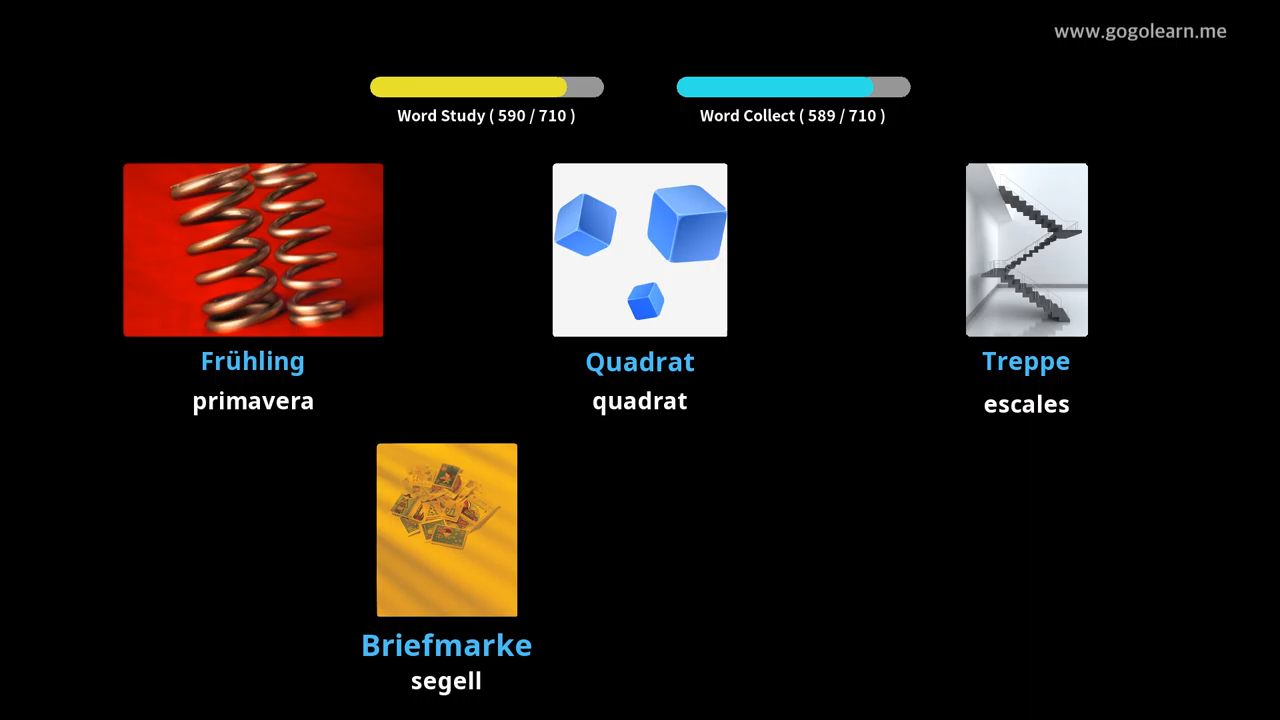 www.gogolearn.me
Word Study ( 590 / 710 )
Word Collect ( 589 / 710 )
Frühling
primavera
Quadrat
quadrat
Treppe
escales
Briefmarke
segell